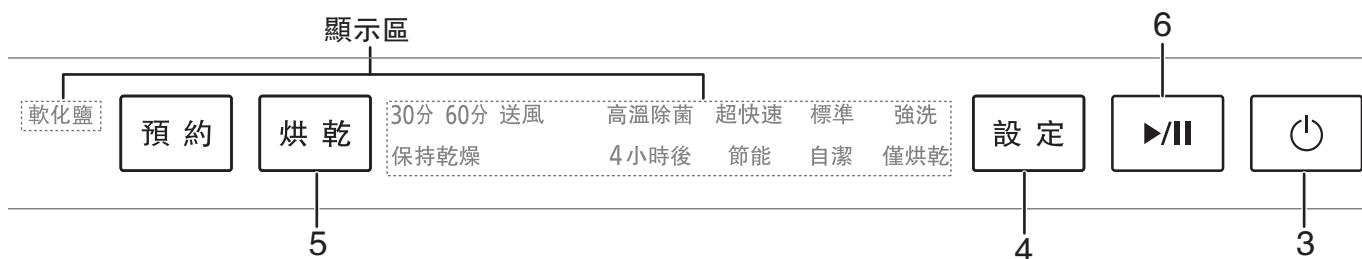 顯示區
6
軟化鹽
預約
烘乾
30分 60分 送風 高溫除菌 超快速 標準 強洗
保持乾燥 4小時後 節能 自潔 僅烘乾
設定
▶/II
5
4
3